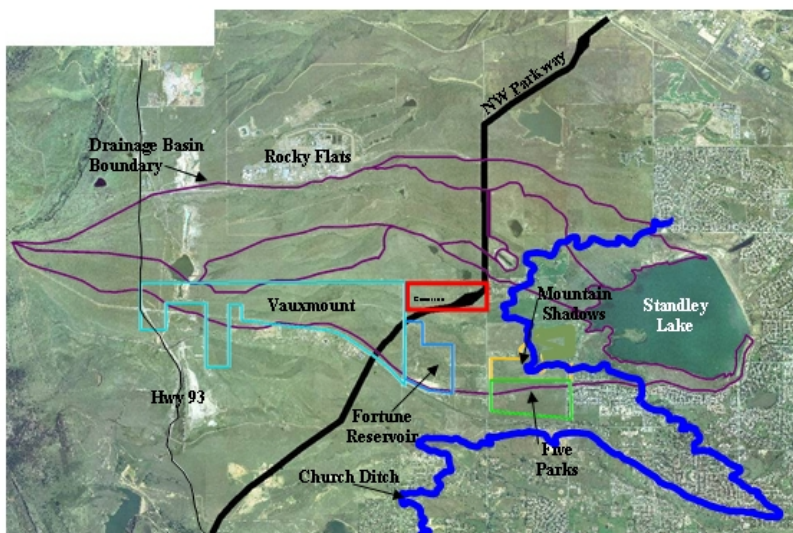 NW Parkway
Drainage Basin
Boundary
Rocky Flats
Vauxmount
Mountain
Shadows
Standley
Lake
Hwy 93
Fortune
Reservoir
Five
Parks
Church Ditch